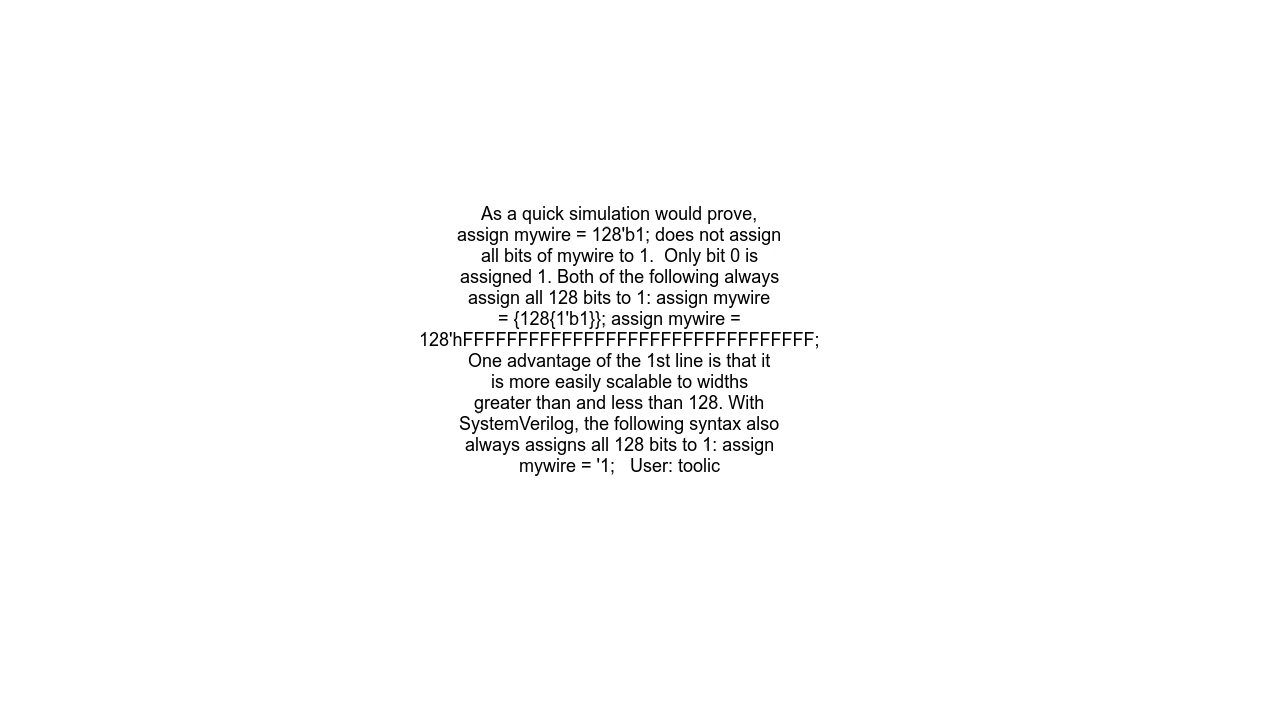 As a quick simulation would prove,
assign mywire = 128'b1; does not assign
all bits of mywire to 1.  Only bit 0 is
assigned 1. Both of the following always
assign all 128 bits to 1: assign mywire
= {128{1'b1}}; assign mywire =
128'hFFFFFFFFFFFFFFFFFFFFFFFFFFFFFFFF;
One advantage of the 1st line is that it
is more easily scalable to widths
greater than and less than 128. With
SystemVerilog, the following syntax also
always assigns all 128 bits to 1: assign
mywire = '1;   User: toolic